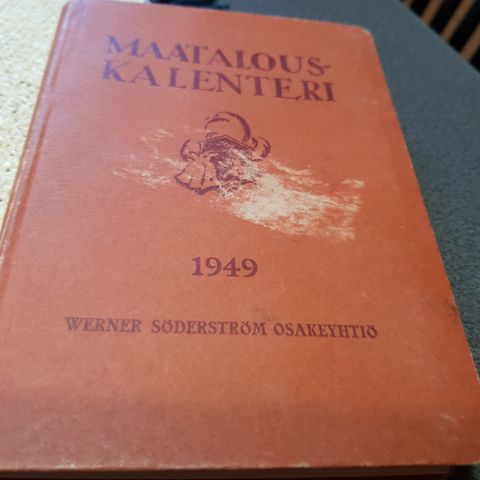 MAATALOUS-
KALENTERI
1949
WERNER SÖDERSTRÖM OSAKEYHTIÖ